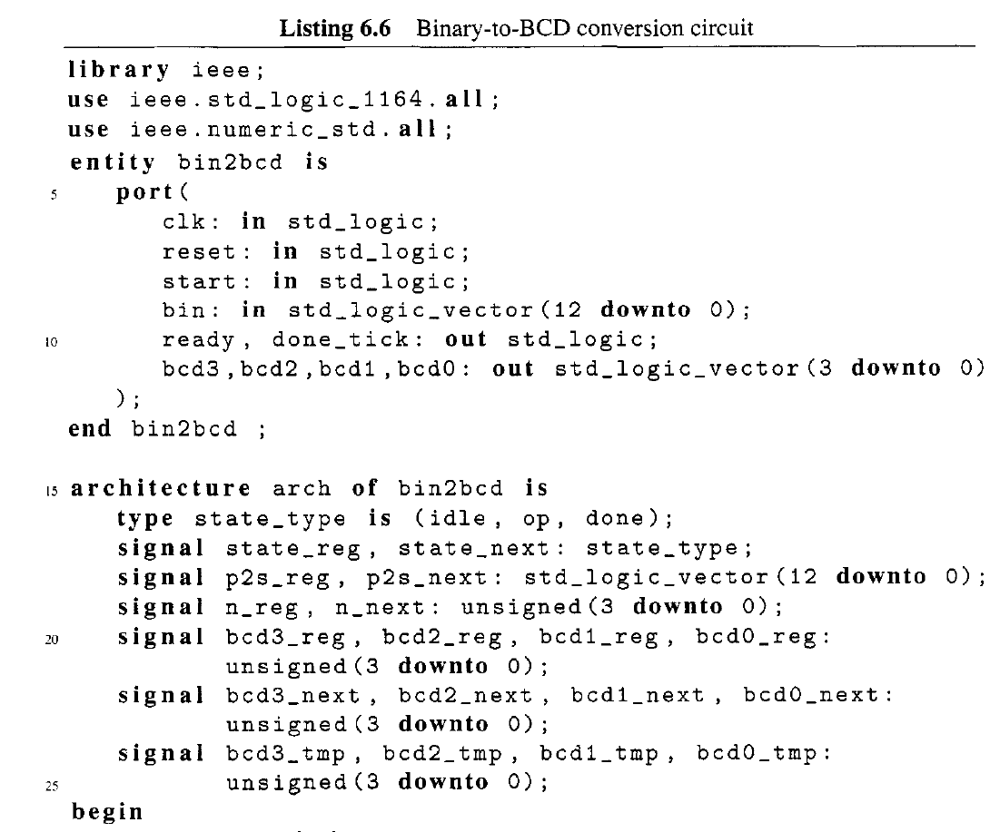 Listing 6.6 Binary-to-BCD conversion circuit
library ieee;
use ieee.std_logic_1164.all;
use ieee.numeric_std.all;
entity bin2bcd is
5 port(
clk: in std_logic;
reset: in std_logic;
start: in std_logic;
bin: in std_logic_vector(12 downto 0);
10 ready, done_tick: out std_logic;
bcd3,bcd2,bcd1,bcd0: out std_logic_vector(3 downto 0)
);
end bin2bcd ;
15 architecture arch of bin2bcd is
type state_type is (idle, op, done);
signal state_reg, state_next: state_type;
signal p2s_reg, p2s_next: std_logic_vector(12 downto 0);
signal n_reg, n_next: unsigned(3 downto 0);
20 signal bcd3_reg, bcd2_reg, bcd1_reg, bcd0_reg:
unsigned(3 downto 0);
signal bcd3_next, bcd2_next, bcd1_next, bcd0_next:
unsigned(3 downto 0);
signal bcd3_tmp, bcd2_tmp, bcd1_tmp, bcd0_tmp:
25 unsigned(3 downto 0);
begin